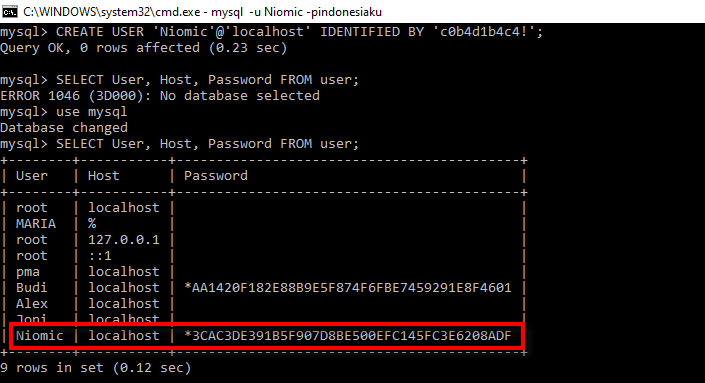 C:\WINDOWS\system32\cmd.exe - mysql -u Niomic -pindonesiaku
mysql> CREATE USER 'Niomic'@'localhost' IDENTIFIED BY 'c0b4d1b4c4!';
Query OK, 0 rows affected (0.23 sec)
mysql> SELECT User, Host, Password FROM user;
ERROR 1046 (3D000): No database selected
mysql> use mysql
Database changed
mysql> SELECT User, Host, Password FROM user;
+--------+-----------+-------------------------------------------+
| User   | Host      | Password                                  |
+--------+-----------+-------------------------------------------+
| root   | localhost |                                           |
| MARIA  | %         |                                           |
| root   | 127.0.0.1 |                                           |
| root   | ::1       |                                           |
| pma    | localhost |                                           |
| Budi   | localhost | *AA1420F182E88B9E5F874F6FBE7459291E8F4601 |
| Alex   | localhost |                                           |
| Joni   | localhost |                                           |
| Niomic | localhost | *3CAC3DE391B5F907D8BE500EFC145FC3E6208ADF |
+--------+-----------+-------------------------------------------+
9 rows in set (0.12 sec)